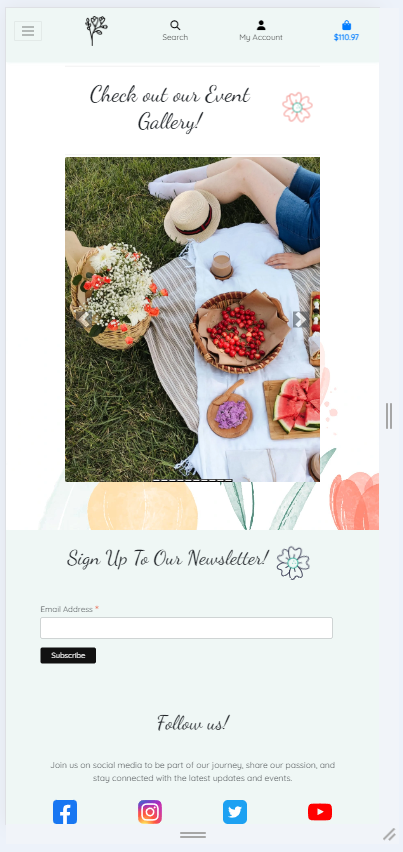 Search
My Account
$110.97
Check out our Event
Gallery!
Sign Up To Our Newsletter!
Email Address *
Subscribe
Follow us!
Join us on social media to be part of our journey, share our passion, and
stay connected with the latest updates and events.